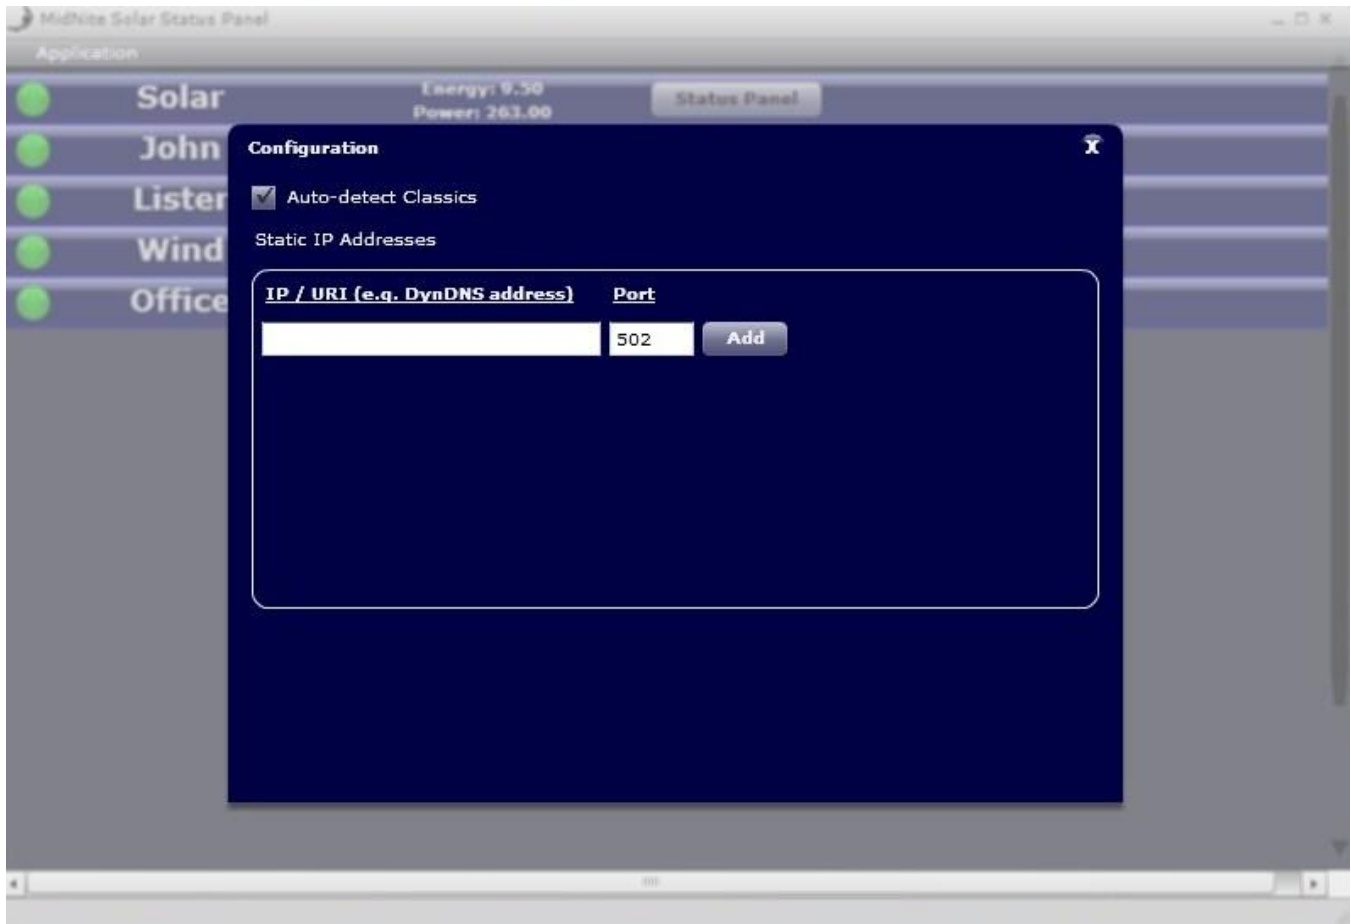 MidNite Solar Status Panel
Application
Solar
Energy: 9.50
Power: 263.00
Status Panel
John
Lister
Wind
Office
Configuration
X
Auto-detect Classics
Static IP Addresses
IP / URI (e.g. DynDNS address) Port
502 Add